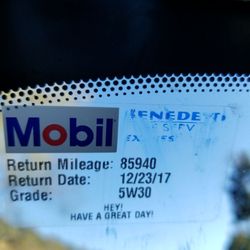 Mobil
Return Mileage: 85940
Return Date: 12/23/17
Grade: 5W30
HEY!
HAVE A GREAT DAY!